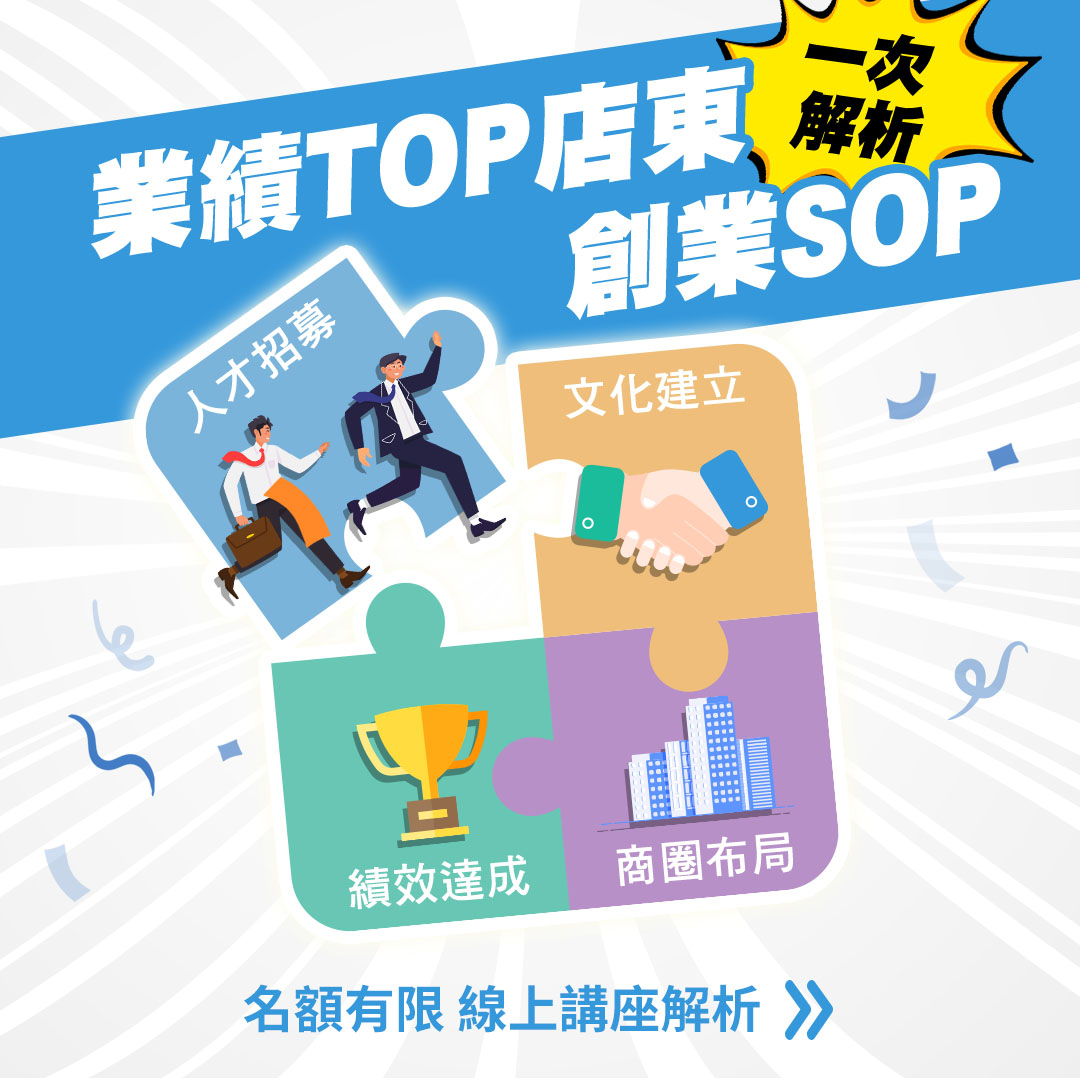 一次
解析
業績TOP店東
創業SOP
人才招募
文化建立
績效達成
商圈布局
名額有限 線上講座解析